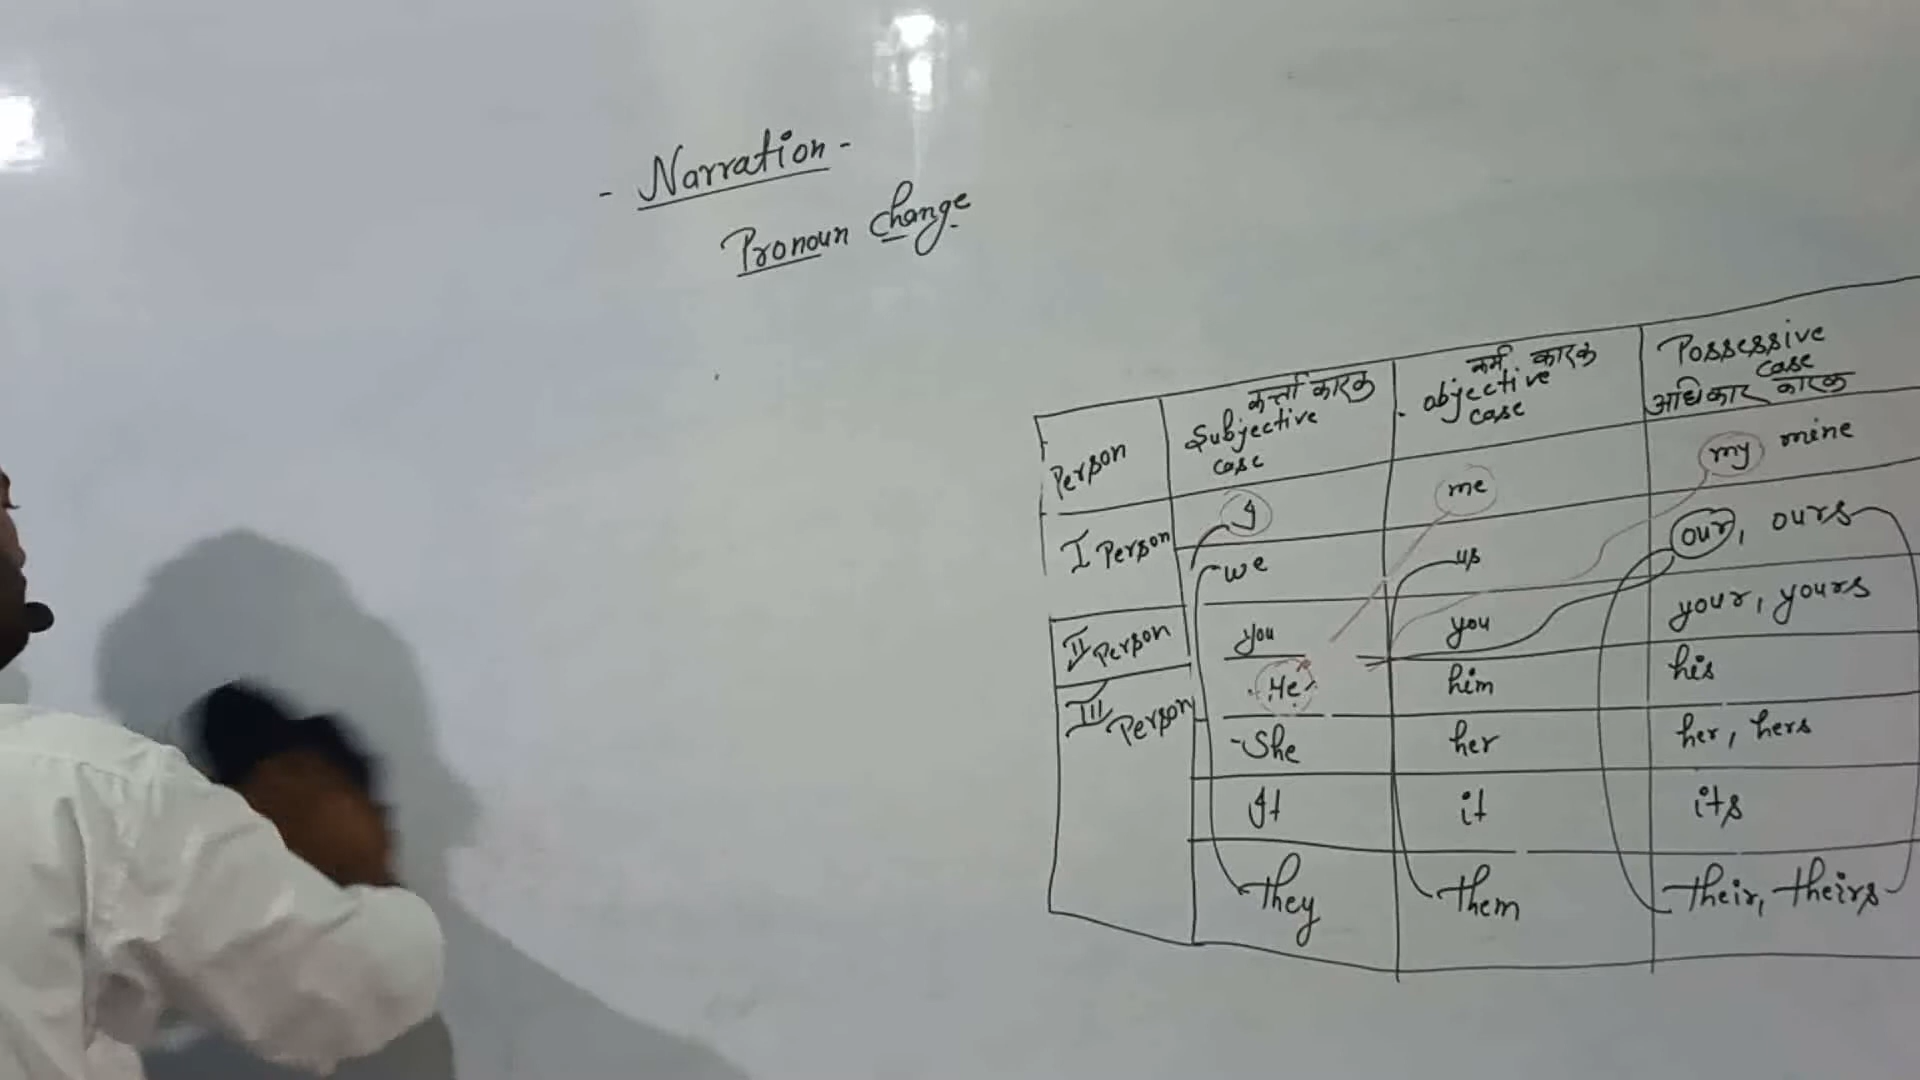 - Narration -
Pronoun change
Person
कर्त्ता कारक
Subjective
case
कर्म कारक
objective
case
Possessive
case
अधिकार कारक
I Person
I
me
my mine
we
us
our, ours
II Person
you
you
your, yours
III Person
He
him
his
She
her
her, hers
It
it
its
They
Them
Their, Theirs